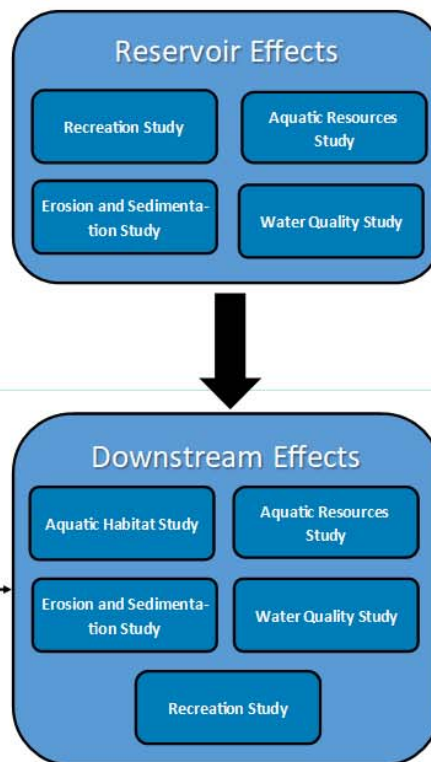 Reservoir Effects
Recreation Study
Aquatic Resources
Study
Erosion and Sedimenta-
tion Study
Water Quality Study
Downstream Effects
Aquatic Habitat Study
Aquatic Resources
Study
Erosion and Sedimenta-
tion Study
Water Quality Study
Recreation Study